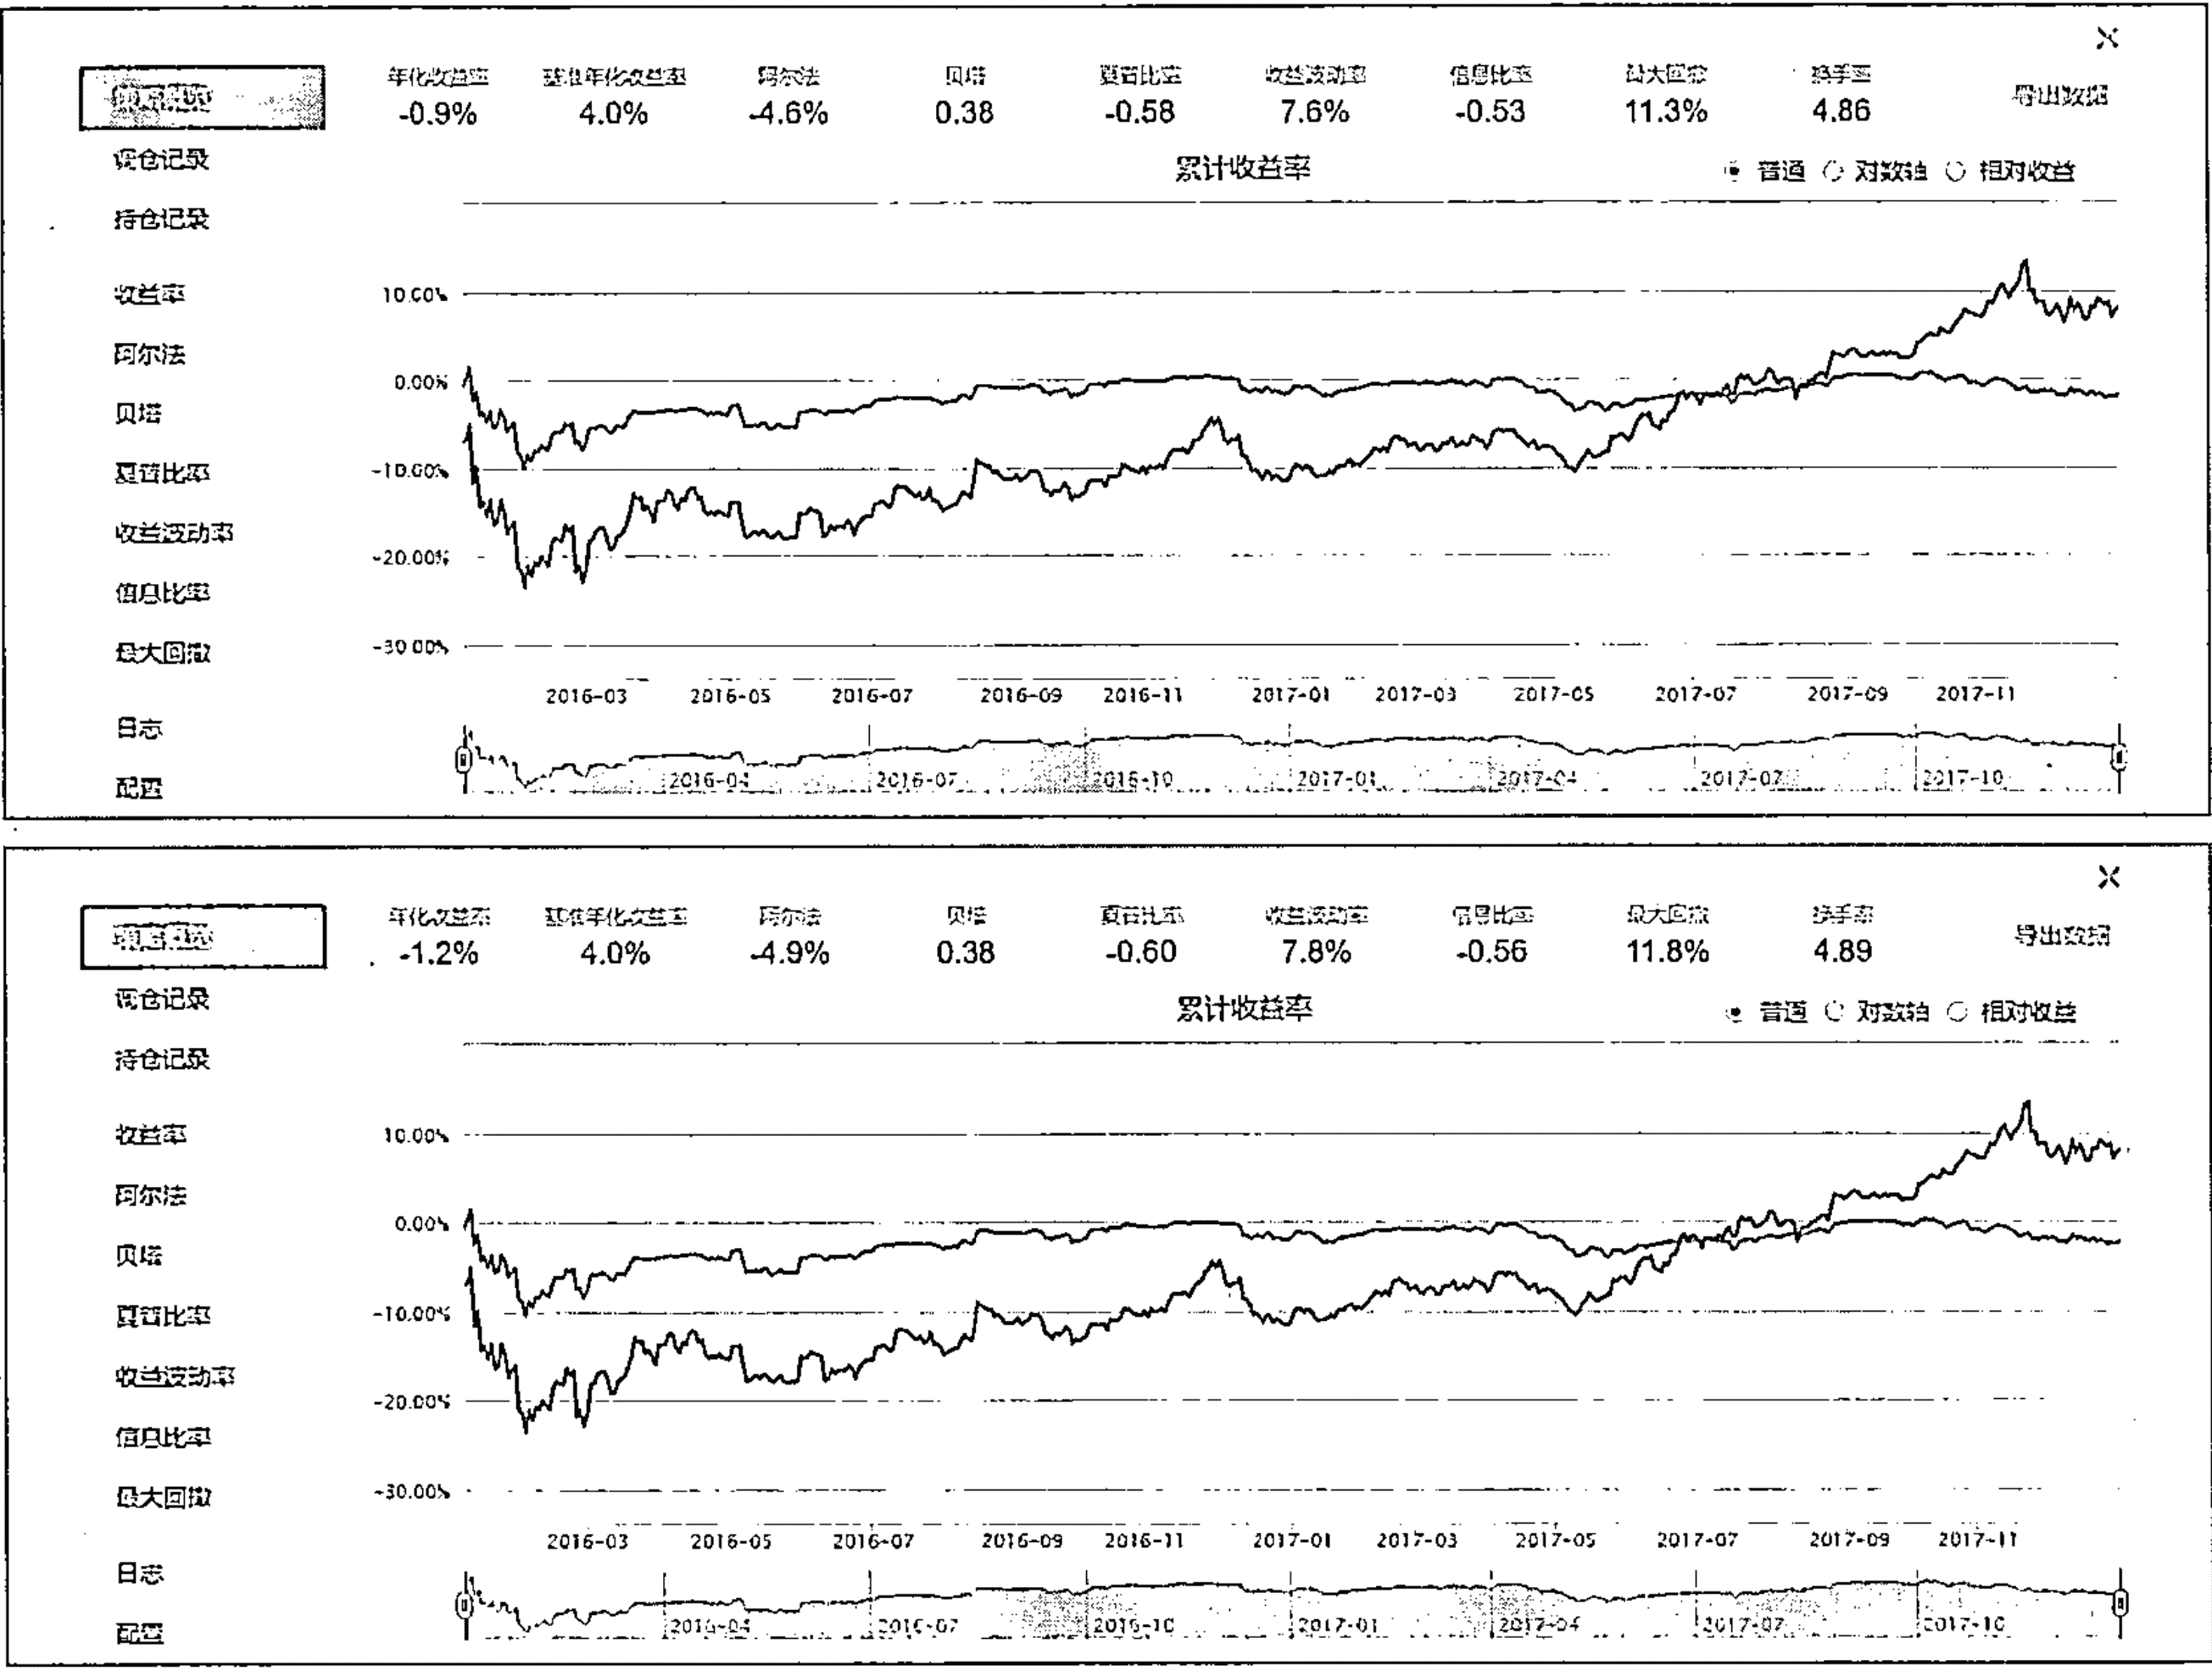 年化收益率 基准年化收益率 阿尔法 贝塔 夏普比率 收益波动率 信息比率 最大回撤 换手率
-0.9% 4.0% -4.6% 0.38 -0.58 7.6% -0.53 11.3% 4.86
导出数据
策略概览
调仓记录
累计收益率
普通 对数轴 相对收益
持仓记录
收益率
10.00%
阿尔法
0.00%
贝塔
夏普比率
-10.00%
收益波动率
-20.00%
信息比率
最大回撤
-30.00%
2016-03 2016-05 2016-07 2016-09 2016-11 2017-01 2017-03 2017-05 2017-07 2017-09 2017-11
日志
2016-04 2016-07 2016-10 2017-01 2017-04 2017-07 2017-10
配置
年化收益率 基准年化收益率 阿尔法 贝塔 夏普比率 收益波动率 信息比率 最大回撤 换手率
-1.2% 4.0% -4.9% 0.38 -0.60 7.8% -0.56 11.8% 4.89
导出数据
策略概览
调仓记录
累计收益率
普通 对数轴 相对收益
持仓记录
收益率
10.00%
阿尔法
0.00%
贝塔
夏普比率
-10.00%
收益波动率
-20.00%
信息比率
最大回撤
-30.00%
2016-03 2016-05 2016-07 2016-09 2016-11 2017-01 2017-03 2017-05 2017-07 2017-09 2017-11
日志
2016-04 2016-07 2016-10 2017-01 2017-04 2017-07 2017-10
配置